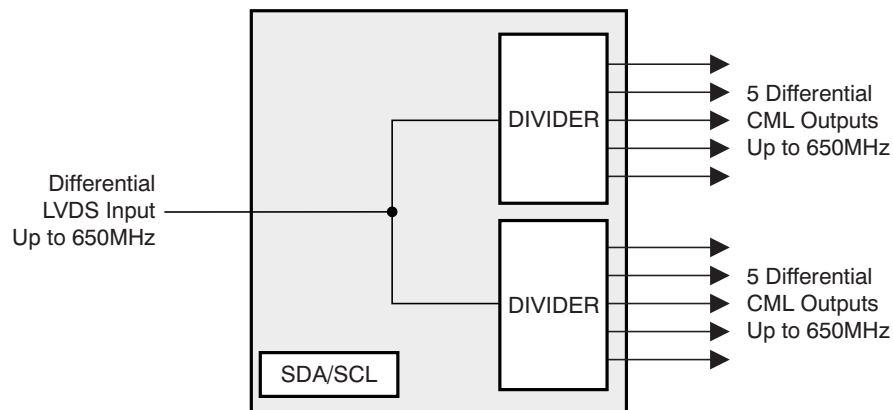 DIVIDER
5 Differential
CML Outputs
Up to 650MHz
Differential
LVDS Input
Up to 650MHz
DIVIDER
5 Differential
CML Outputs
Up to 650MHz
SDA/SCL